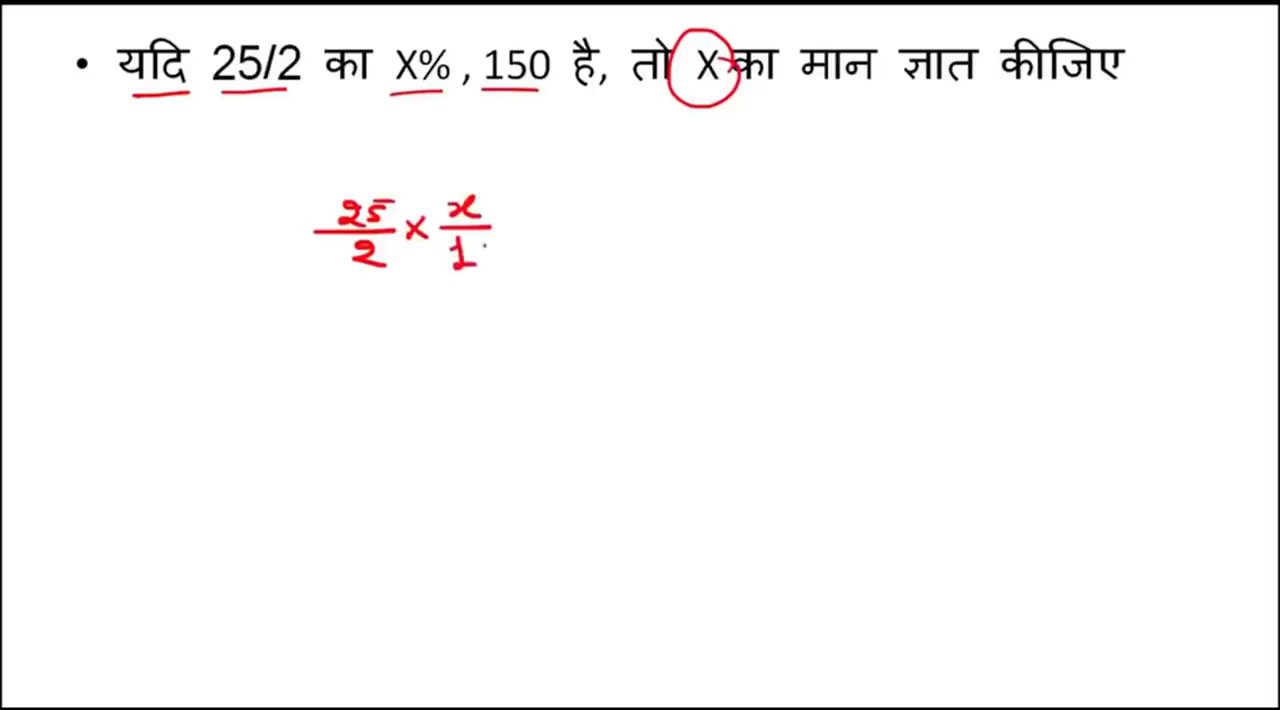 • यदि 25/2 का X% , 150 है, तो X का मान ज्ञात कीजिए
25/2 × x/1